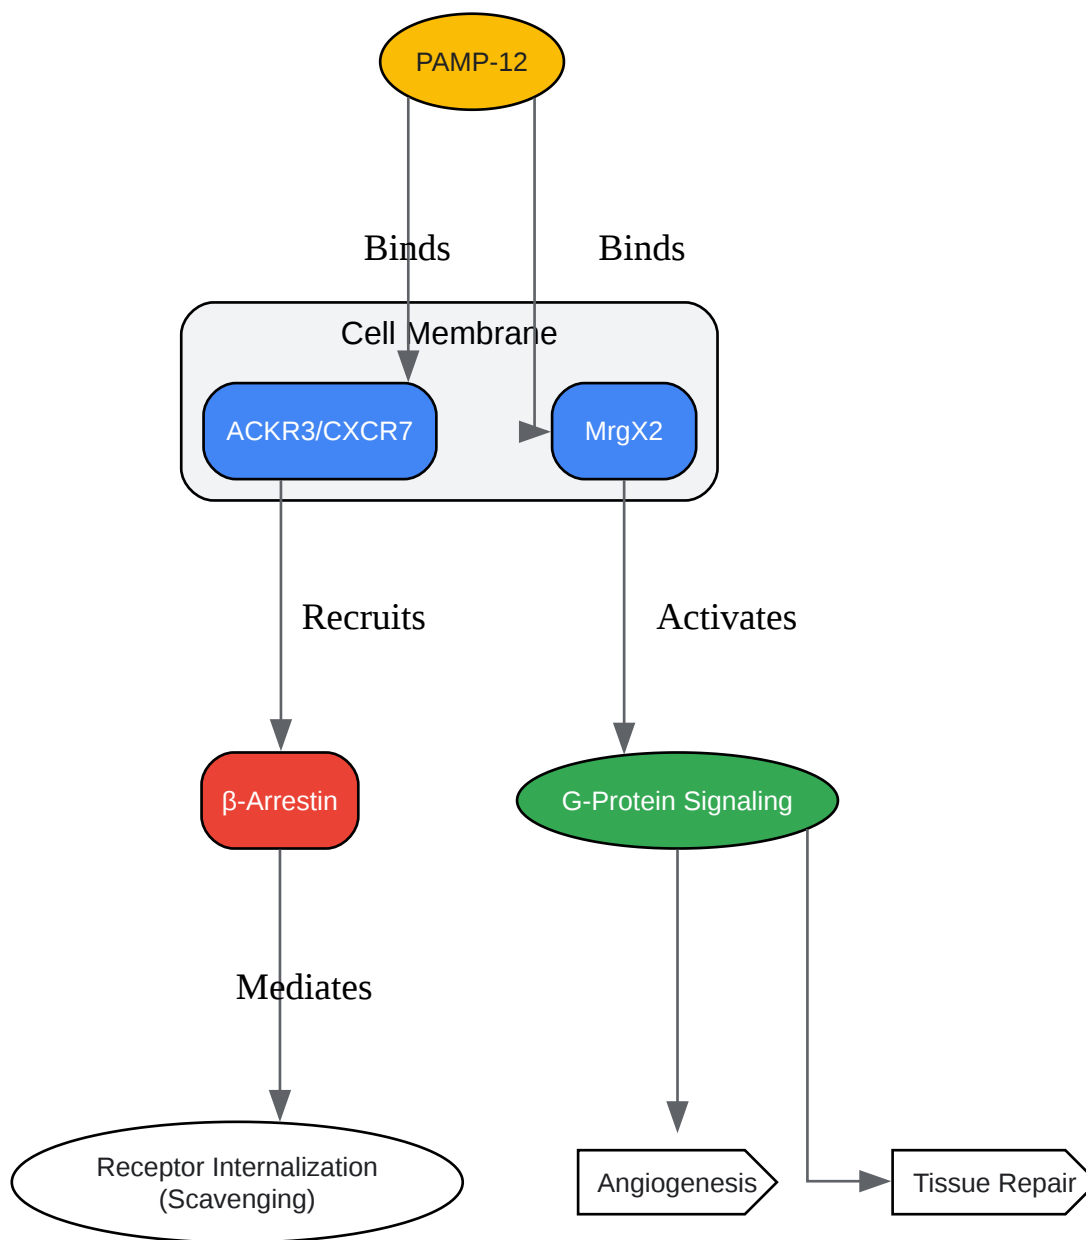 PAMP-12
Binds
Binds
Cell Membrane
ACKR3/CXCR7
MrgX2
Recruits
Activates
β-Arrestin
G-Protein Signaling
Mediates
Receptor Internalization
(Scavenging)
Angiogenesis
Tissue Repair